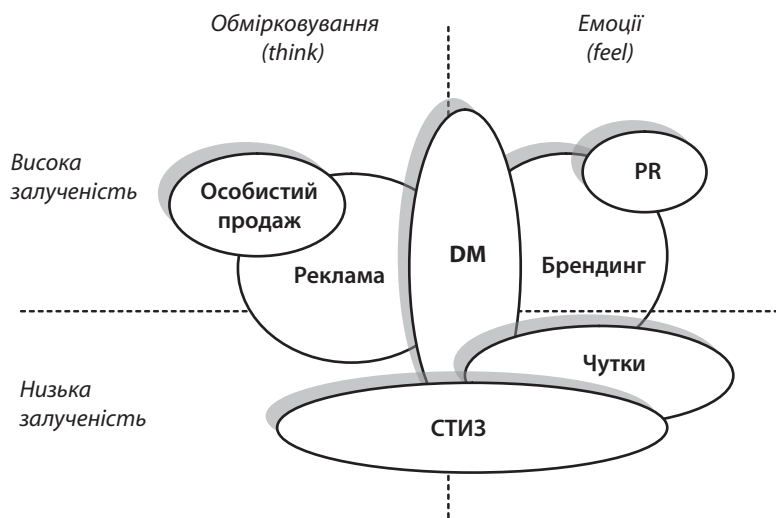 Обмірковування
(think)
Емоції
(feel)
Висока
залученість
Особистий
продаж
PR
Реклама
DM
Брендинг
Чутки
Низька
залученість
СТИЗ